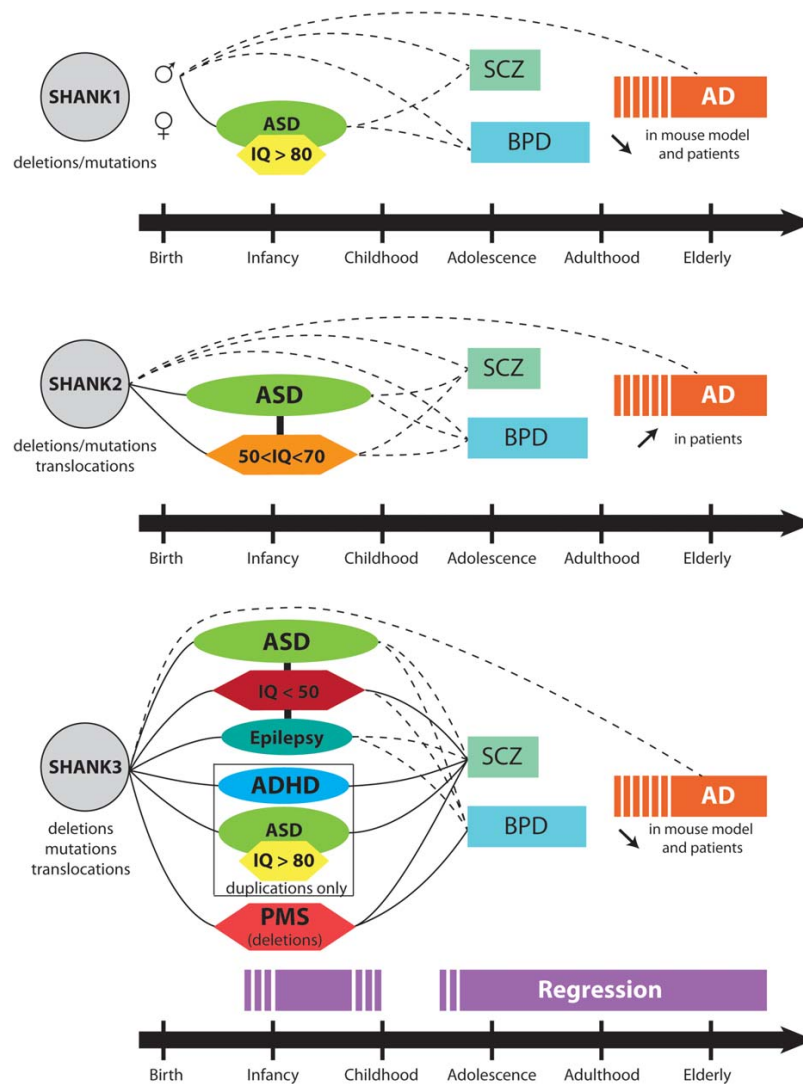 SHANK1
♂
♀
deletions/mutations
ASD
IQ > 80
SCZ
BPD
AD
in mouse model
and patients
Birth
Infancy
Childhood
Adolescence
Adulthood
Elderly
SHANK2
deletions/mutations
translocations
ASD
50<IQ<70
SCZ
BPD
AD
in patients
Birth
Infancy
Childhood
Adolescence
Adulthood
Elderly
SHANK3
deletions
mutations
translocations
ASD
IQ < 50
Epilepsy
ADHD
ASD
IQ > 80
duplications only
PMS
(deletions)
SCZ
BPD
AD
in mouse model
and patients
Regression
Birth
Infancy
Childhood
Adolescence
Adulthood
Elderly